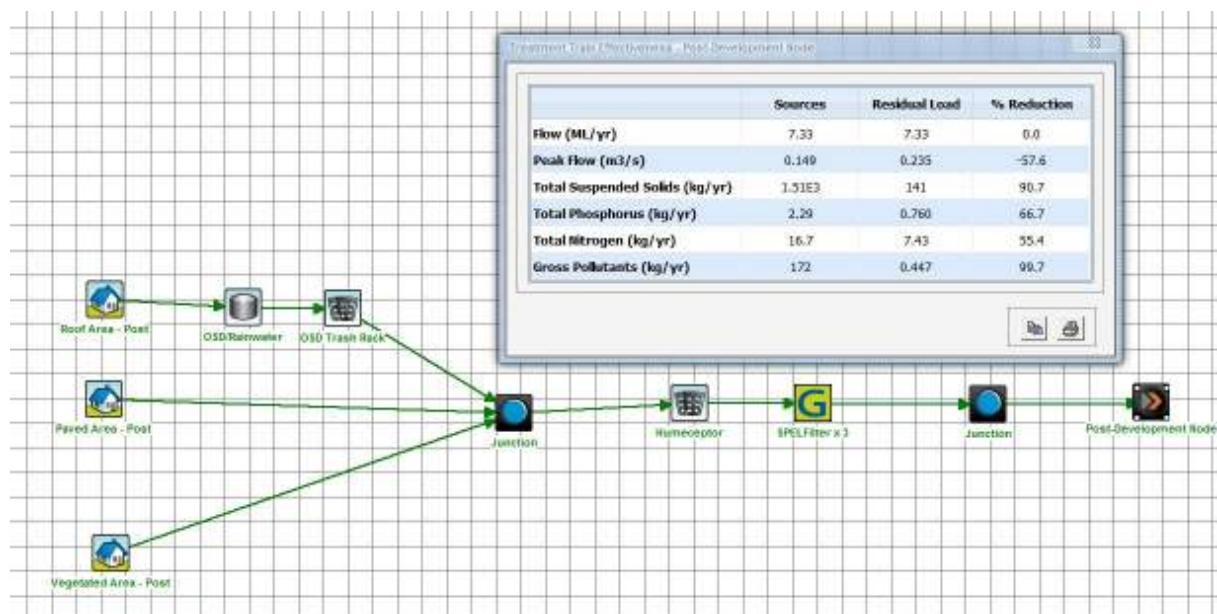 Treatment Train Effectiveness - Post-Development Node
Sources Residual Load % Reduction
Flow (ML/yr) 7.33 7.33 0.0
Peak Flow (m3/s) 0.149 0.235 -57.6
Total Suspended Solids (kg/yr) 1.51E3 141 90.7
Total Phosphorus (kg/yr) 2.29 0.760 66.7
Total Nitrogen (kg/yr) 16.7 7.43 55.4
Gross Pollutants (kg/yr) 172 0.447 99.7
Roof Area - Post
OSD/Rainwater
OSD Trash Rack
Paved Area - Post
Junction
Humeceptor
G
SPELFilter x 3
Junction
Post-Development Node
Vegetated Area - Post